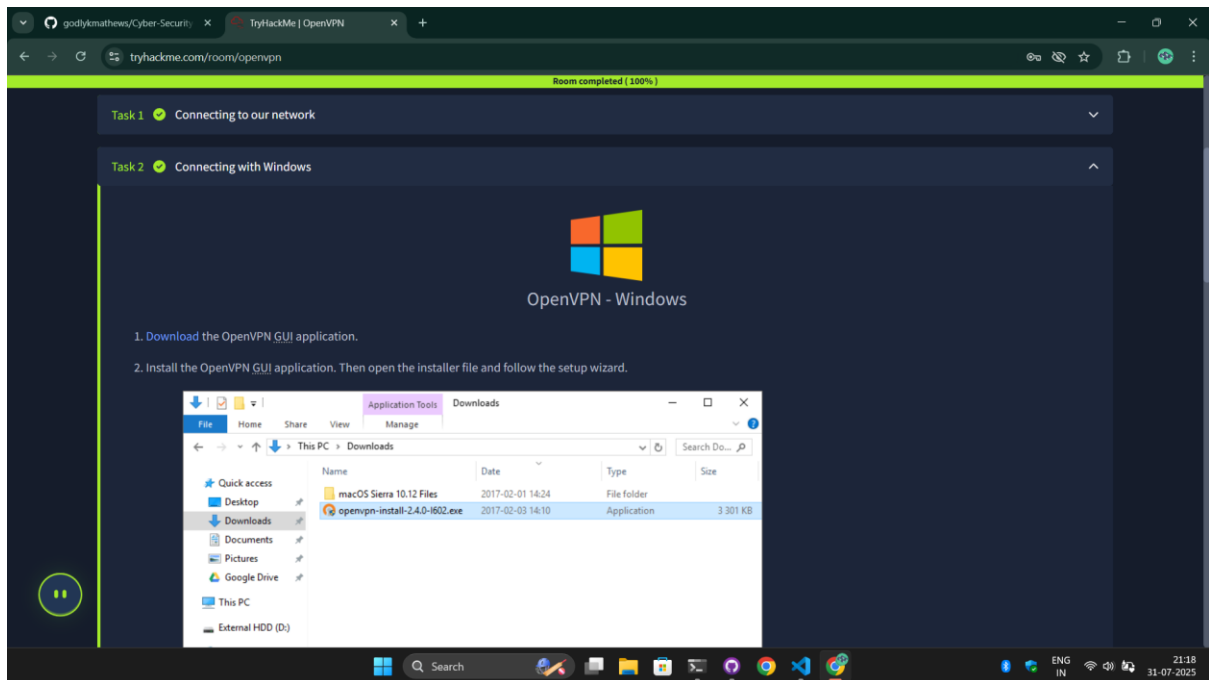 godlykmathews/Cyber-Security
TryHackMe | OpenVPN
tryhackme.com/room/openvpn
Room completed ( 100% )
Task 1 Connecting to our network
Task 2 Connecting with Windows
OpenVPN - Windows
1. Download the OpenVPN GUI application.
2. Install the OpenVPN GUI application. Then open the installer file and follow the setup wizard.
Application Tools Downloads
File Home Share View Manage
This PC > Downloads Search Do...
Name Date Type Size
Quick access
macOS Sierra 10.12 Files 2017-02-01 14:24 File folder
Desktop
openvpn-install-2.4.0-I602.exe 2017-02-03 14:10 Application 3 301 KB
Downloads
Documents
Pictures
Google Drive
This PC
External HDD (D:)
Search
ENG 21:18
IN 31-07-2025